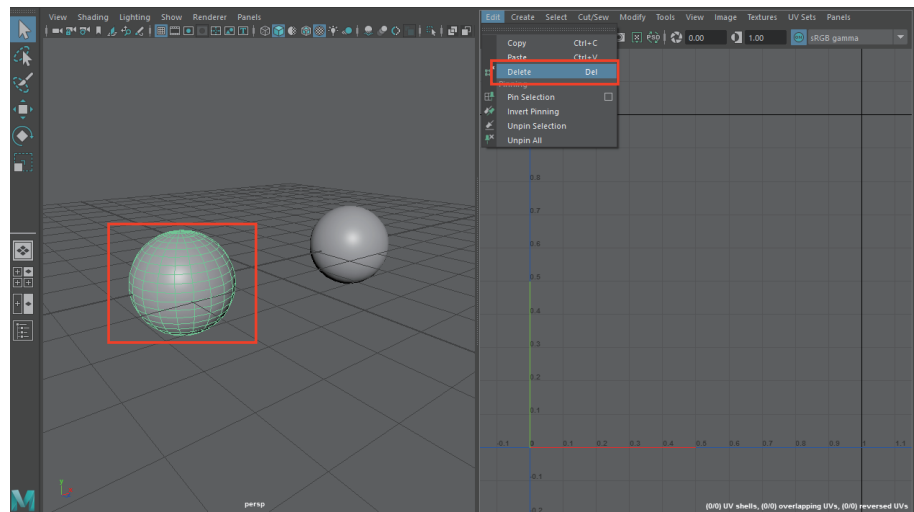 View Shading Lighting Show Renderer Panels
Edit Create Select Cut/Sew Modify Tools View Image Textures UV Sets Panels
0.00 1.00 sRGB gamma
Copy Ctrl+C
Paste Ctrl+V
Delete Del
Pinning
Pin Selection
Invert Pinning
Unpin Selection
Unpin All
0.8
0.7
0.6
0.5
0.4
0.3
0.2
0.1
-0.1 0 0.1 0.2 0.3 0.4 0.5 0.6 0.7 0.8 0.9 1 1.1
-0.1
-0.2
y
persp
(0/0) UV shells, (0/0) overlapping UVs, (0/0) reversed UVs
M